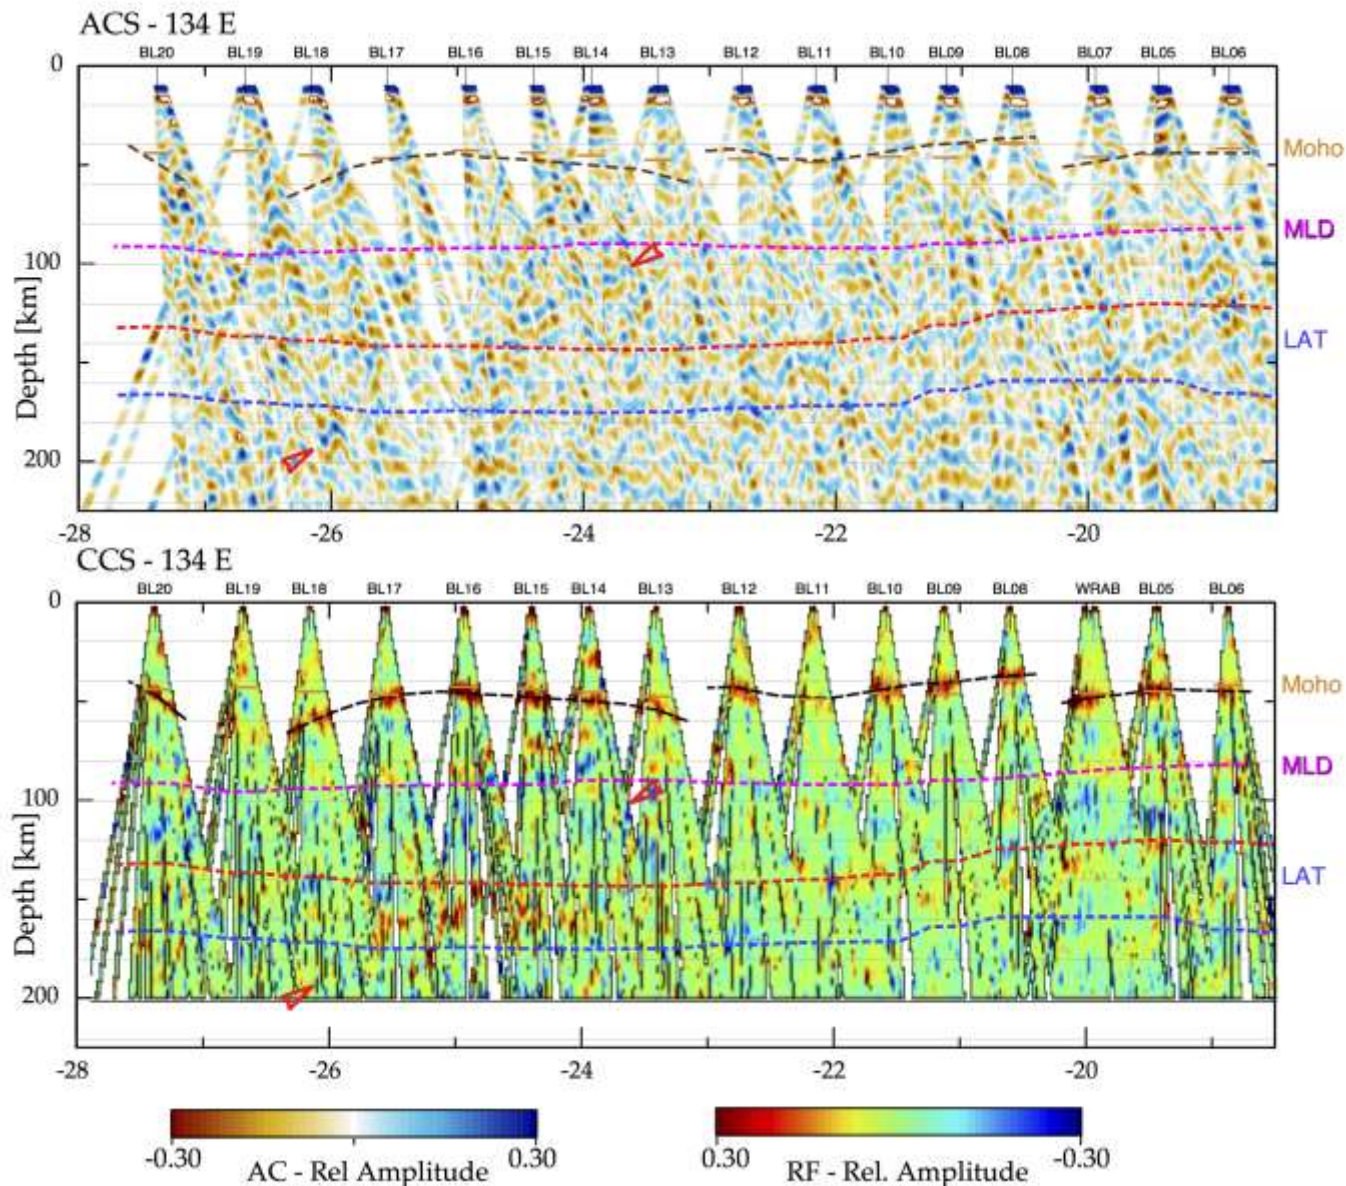 ACS - 134 E
BL20 BL19 BL18 BL17 BL16 BL15 BL14 BL13 BL12 BL11 BL10 BL09 BL08 BL07 BL05 BL06
0
Moho
MLD
100
LAT
200
Depth [km]
-28 -26 -24 -22 -20
CCS - 134 E
BL20 BL19 BL18 BL17 BL16 BL15 BL14 BL13 BL12 BL11 BL10 BL09 BL08 WRAB BL05 BL06
0
Moho
MLD
100
LAT
200
Depth [km]
-28 -26 -24 -22 -20
-0.30 0.30 0.30 -0.30
AC - Rel Amplitude RF - Rel. Amplitude